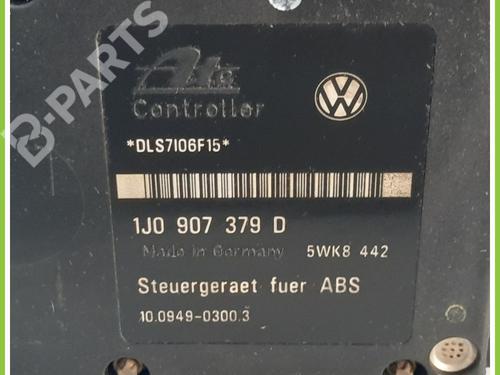 Ate
Controller
*DLS7I06F15*
1J0 907 379 D
Made in Germany 5WK8 442
Steuergeraet fuer ABS
10.0949-0300.3
B-PARTS